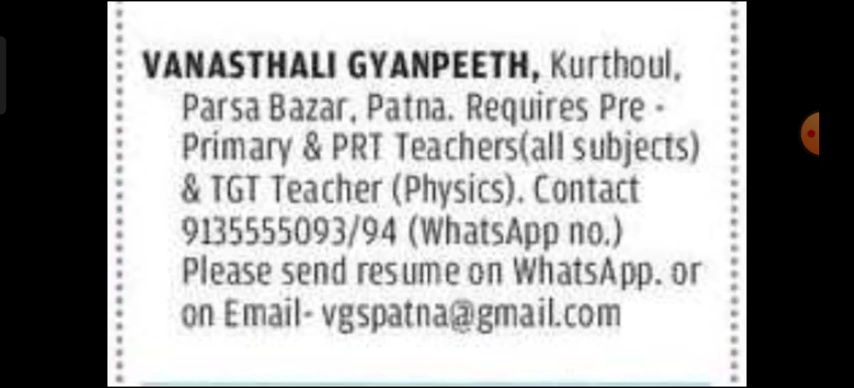 VANASTHALI GYANPEETH, Kurthoul,
Parsa Bazar, Patna. Requires Pre -
Primary & PRT Teachers(all subjects)
& TGT Teacher (Physics). Contact
9135555093/94 (WhatsApp no.)
Please send resume on WhatsApp. or
on Email- vgspatna@gmail.com